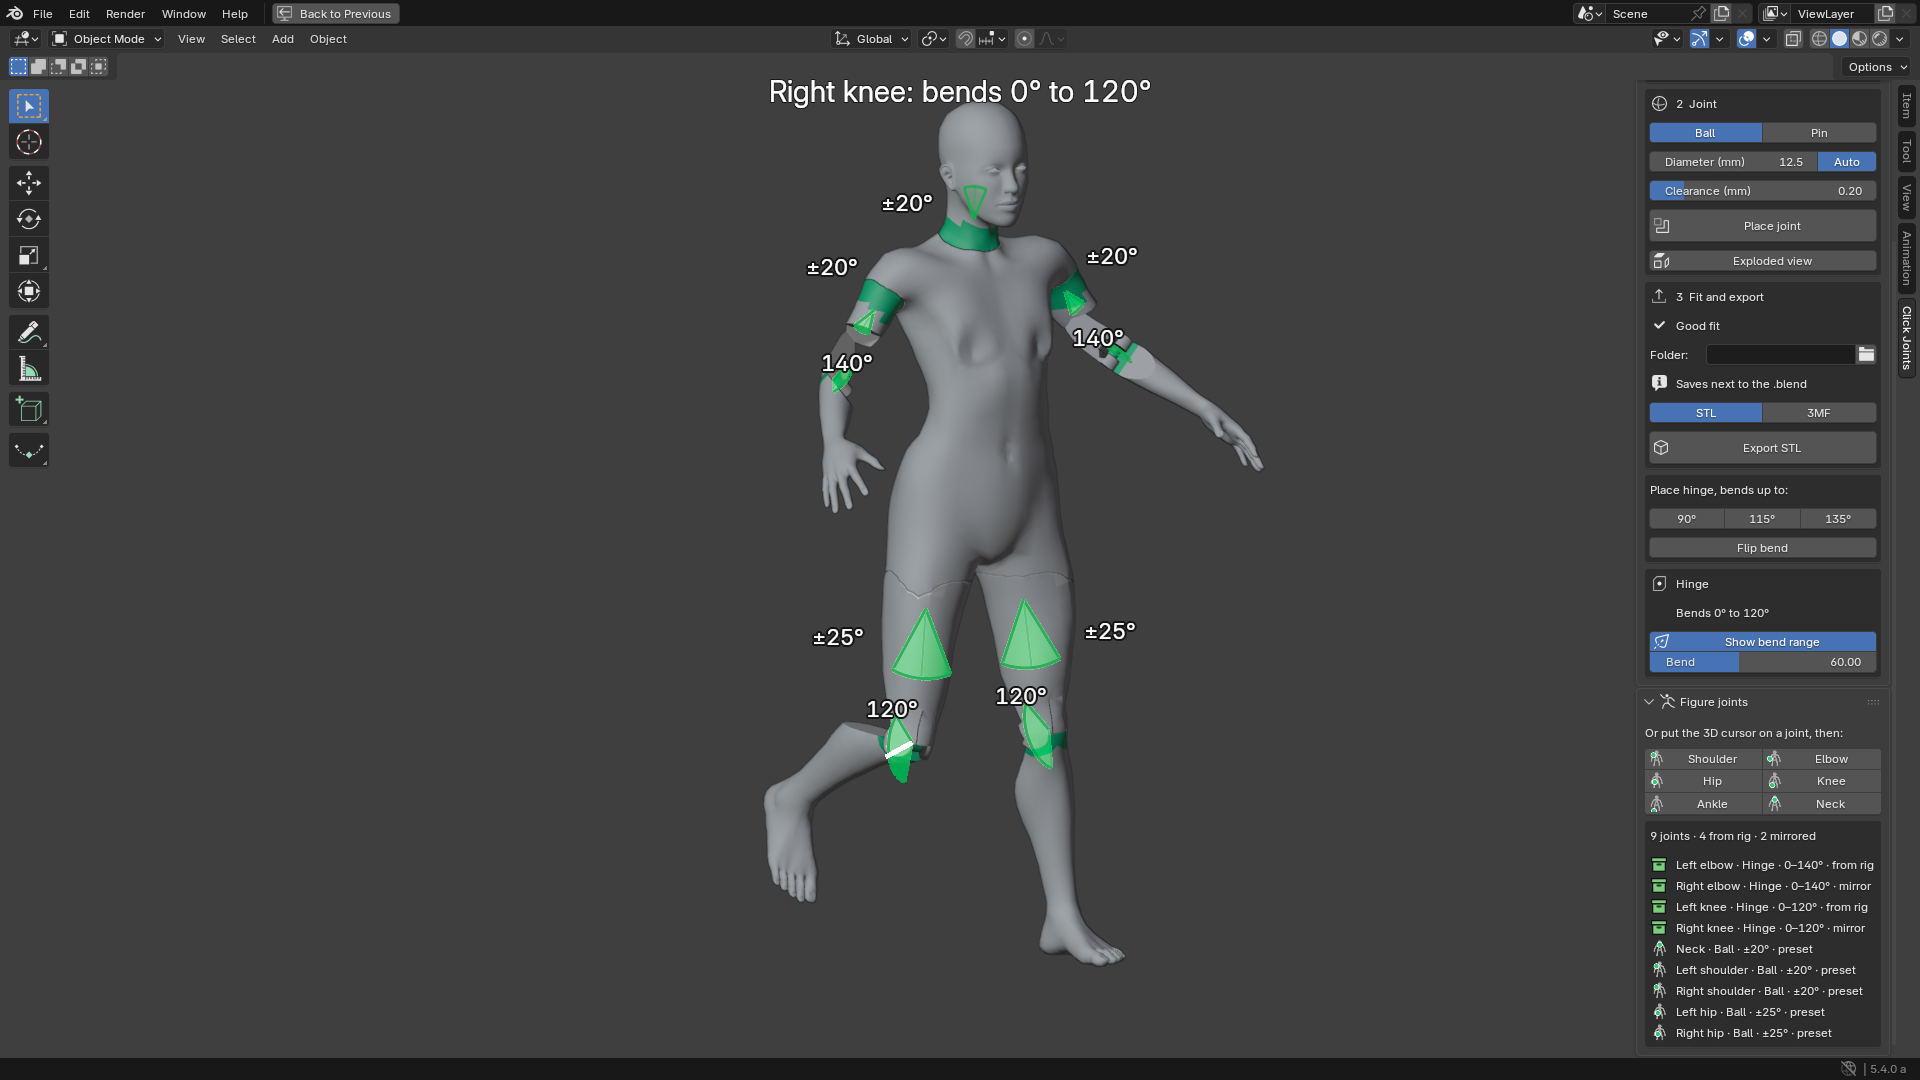 File Edit Render Window Help Back to Previous Scene ViewLayer
Object Mode View Select Add Object Global
Options
Right knee: bends 0° to 120°
±20°
±20°
±20°
140°
140°
±25°
±25°
120°
120°
2 Joint
Ball Pin
Diameter (mm) 12.5 Auto
Clearance (mm) 0.20
Place joint
Exploded view
3 Fit and export
Good fit
Folder:
Saves next to the .blend
STL 3MF
Export STL
Place hinge, bends up to:
90° 115° 135°
Flip bend
Hinge
Bends 0° to 120°
Show bend range
Bend 60.00
Figure joints
Or put the 3D cursor on a joint, then:
Shoulder Elbow
Hip Knee
Ankle Neck
9 joints · 4 from rig · 2 mirrored
Left elbow · Hinge · 0–140° · from rig
Right elbow · Hinge · 0–140° · mirror
Left knee · Hinge · 0–120° · from rig
Right knee · Hinge · 0–120° · mirror
Neck · Ball · ±20° · preset
Left shoulder · Ball · ±20° · preset
Right shoulder · Ball · ±20° · preset
Left hip · Ball · ±25° · preset
Right hip · Ball · ±25° · preset
Item
Tool
View
Animation
Click Joints
5.4.0 a